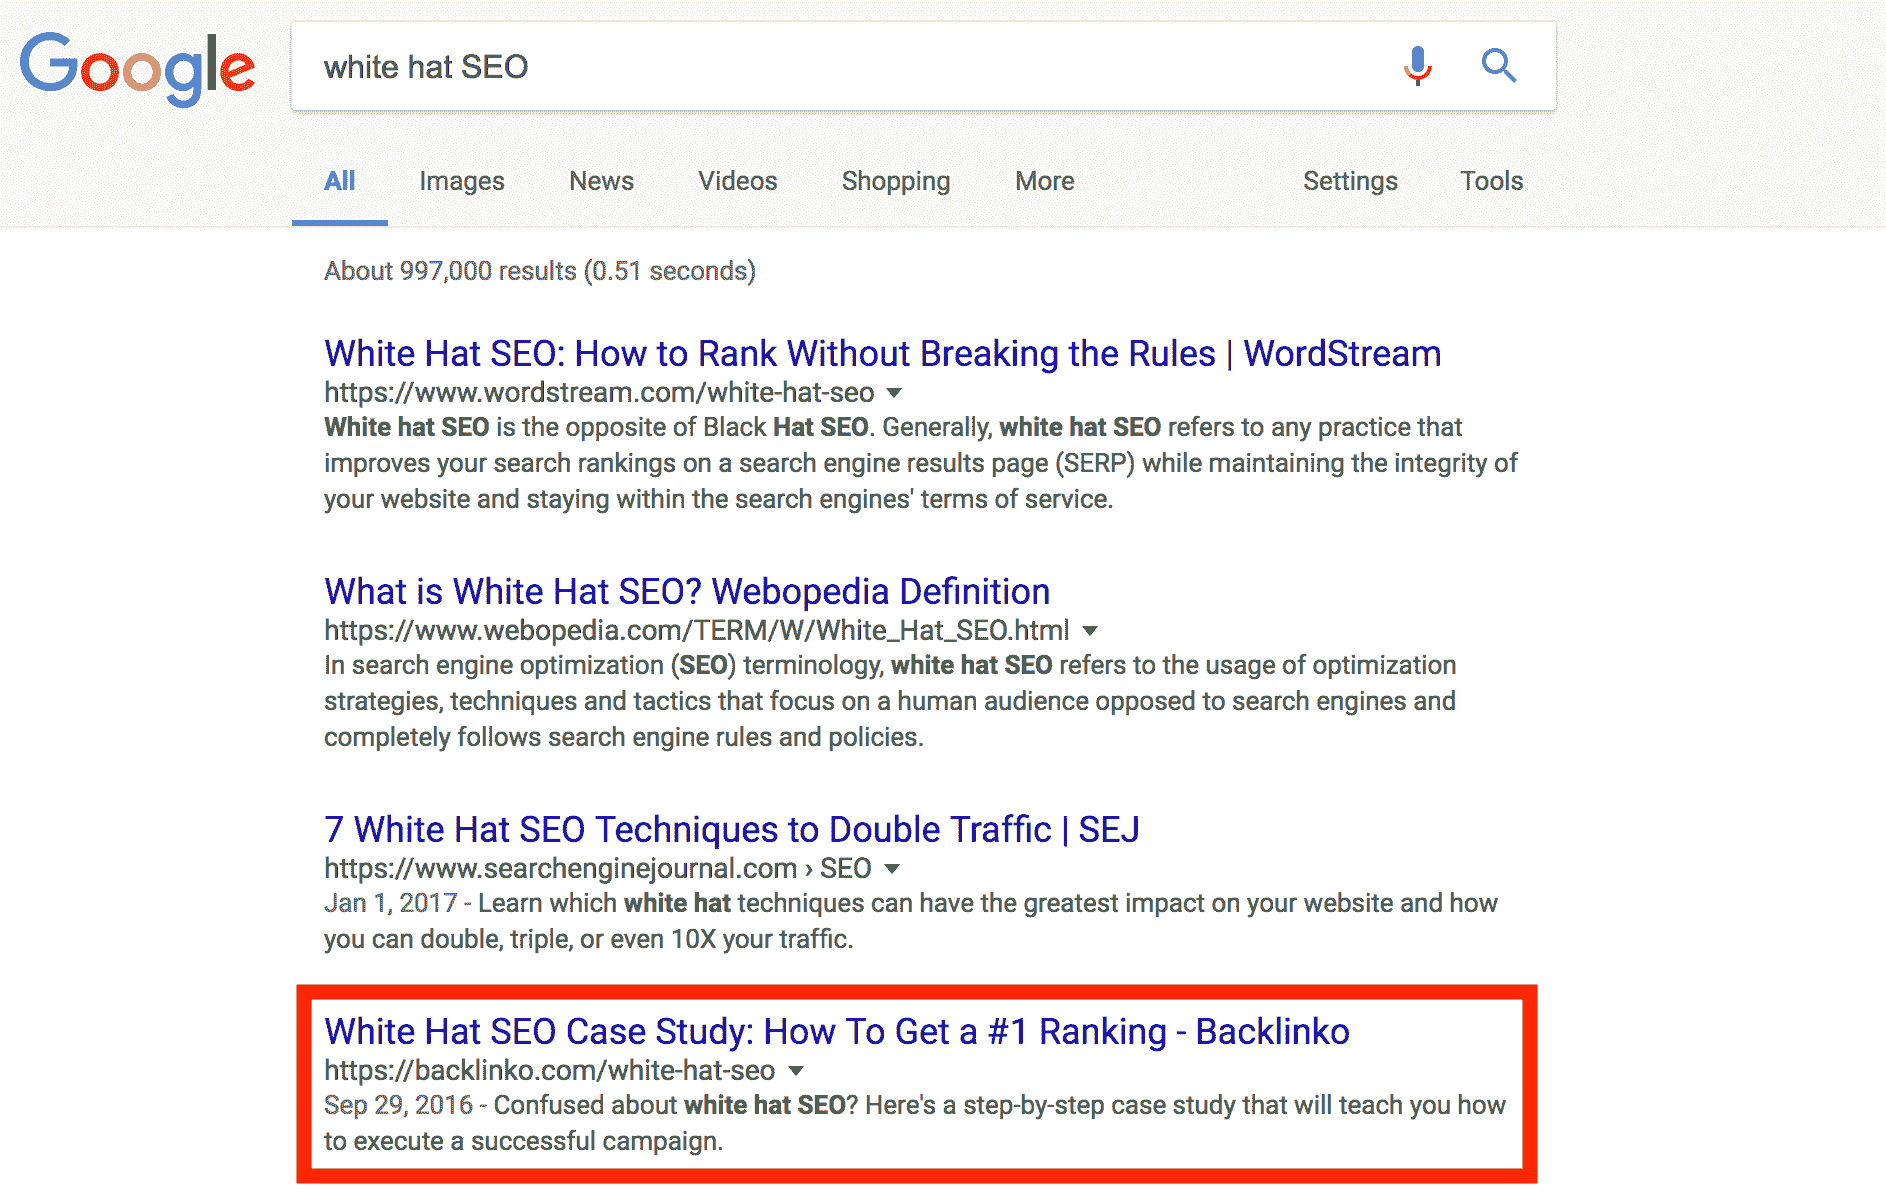 Google
white hat SEO
All Images News Videos Shopping More Settings Tools
About 997,000 results (0.51 seconds)
White Hat SEO: How to Rank Without Breaking the Rules | WordStream
https://www.wordstream.com/white-hat-seo
White hat SEO is the opposite of Black Hat SEO. Generally, white hat SEO refers to any practice that
improves your search rankings on a search engine results page (SERP) while maintaining the integrity of
your website and staying within the search engines' terms of service.
What is White Hat SEO? Webopedia Definition
https://www.webopedia.com/TERM/W/White_Hat_SEO.html
In search engine optimization (SEO) terminology, white hat SEO refers to the usage of optimization
strategies, techniques and tactics that focus on a human audience opposed to search engines and
completely follows search engine rules and policies.
7 White Hat SEO Techniques to Double Traffic | SEJ
https://www.searchenginejournal.com › SEO
Jan 1, 2017 - Learn which white hat techniques can have the greatest impact on your website and how
you can double, triple, or even 10X your traffic.
White Hat SEO Case Study: How To Get a #1 Ranking - Backlinko
https://backlinko.com/white-hat-seo
Sep 29, 2016 - Confused about white hat SEO? Here's a step-by-step case study that will teach you how
to execute a successful campaign.